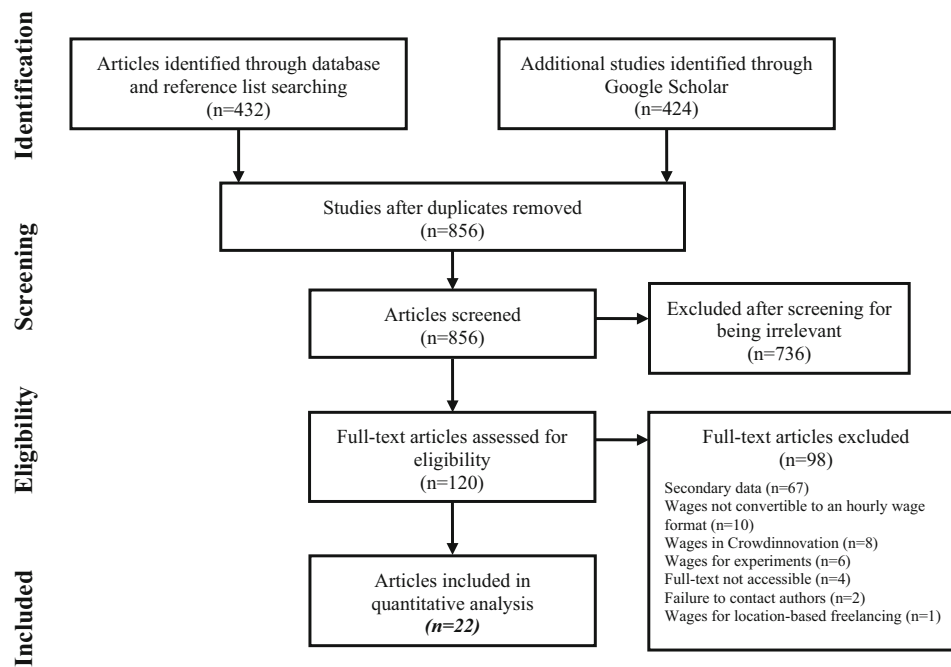 Identification
Articles identified through database
and reference list searching
(n=432)
Additional studies identified through
Google Scholar
(n=424)
Studies after duplicates removed
(n=856)
Screening
Articles screened
(n=856)
Excluded after screening for
being irrelevant
(n=736)
Eligibility
Full-text articles assessed for
eligibility
(n=120)
Full-text articles excluded
(n=98)
Secondary data (n=67)
Wages not convertible to an hourly wage
format (n=10)
Wages in Crowdinnovation (n=8)
Wages for experiments (n=6)
Full-text not accessible (n=4)
Failure to contact authors (n=2)
Wages for location-based freelancing (n=1)
Included
Articles included in
quantitative analysis
(n=22)